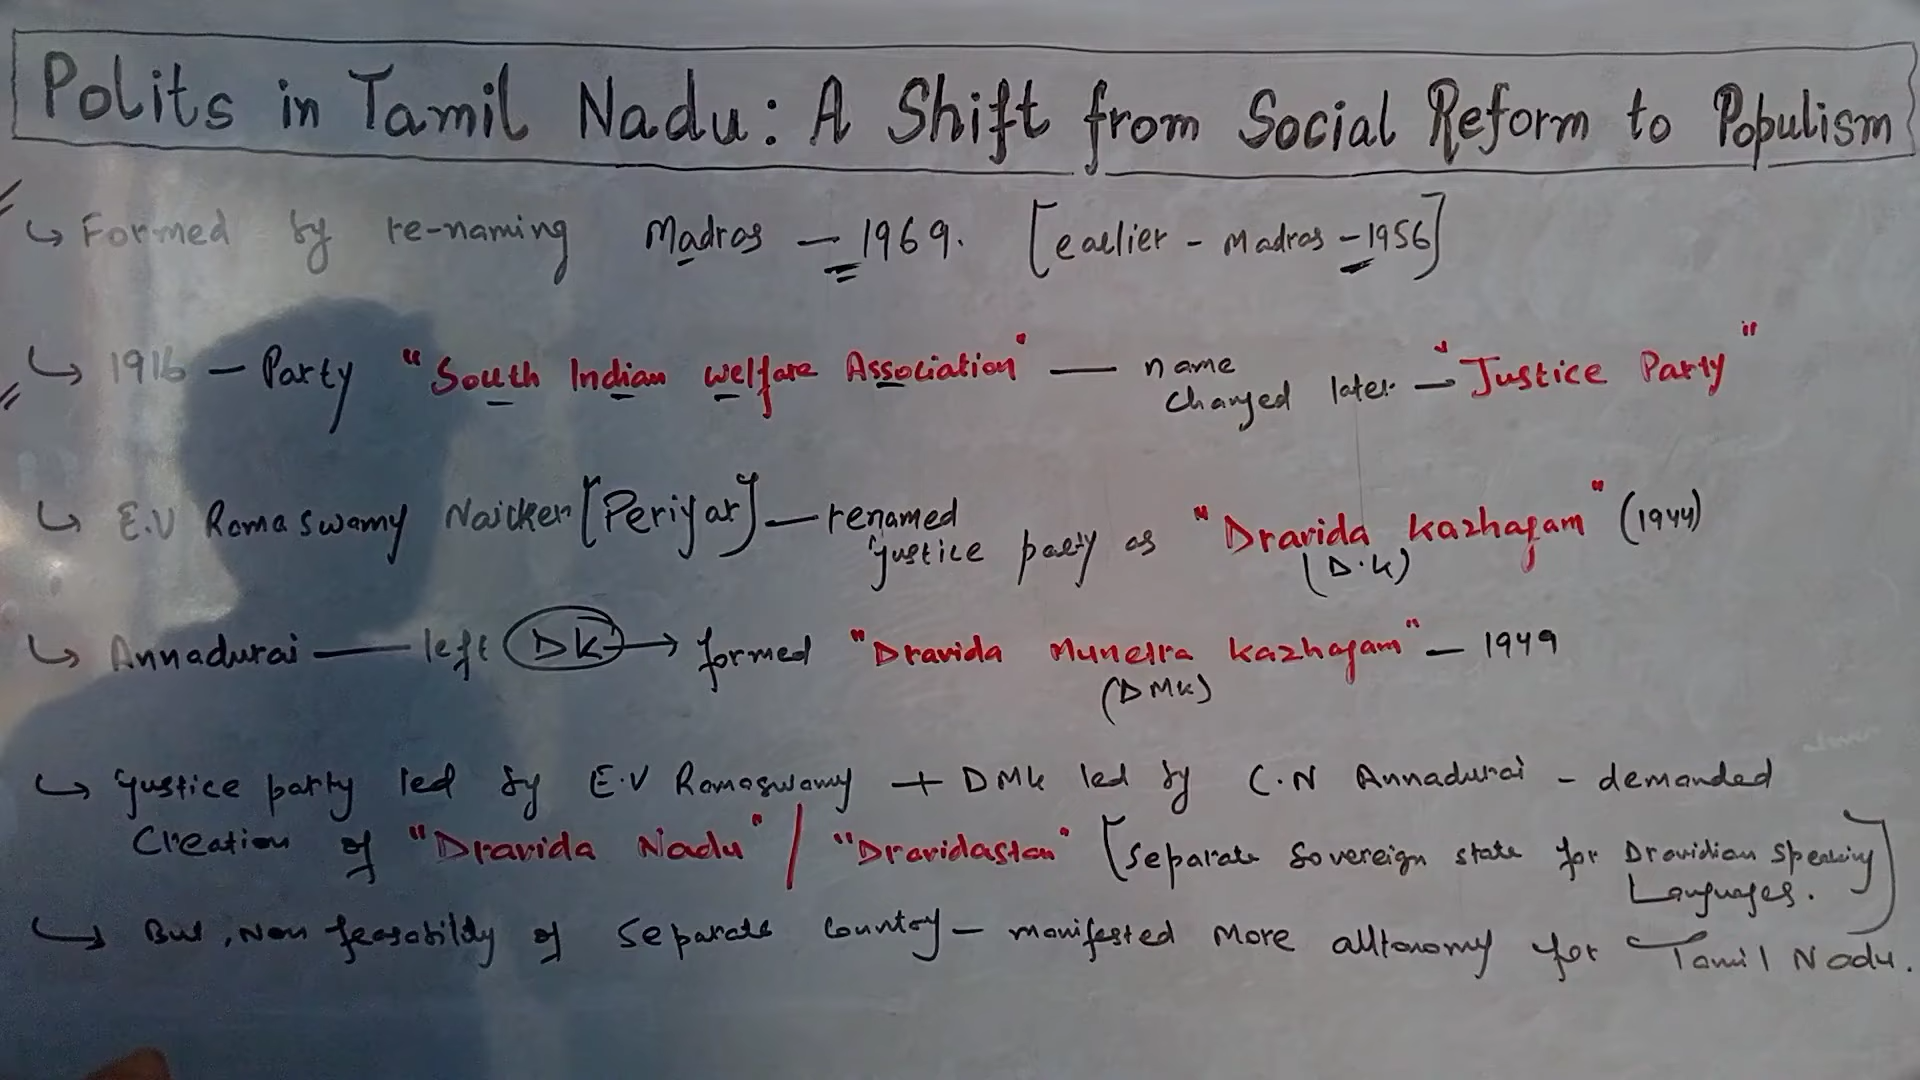 Polits in Tamil Nadu: A Shift from Social Reform to Populism
↳ Formed by re-naming Madras – 1969. [earlier - Madras – 1956]
↳ 1916 – Party "South Indian welfare Association" — name changed later – "Justice Party"
↳ E.V Ramaswamy Naicker [Periyar] — renamed justice party as "Dravida Kazhagam" (1944)
(D.K)
↳ Annadurai — left DK → formed "Dravida Munetra Kazhagam" – 1949
(DMK)
↳ justice party led by E.V Ramaswamy + DMK led by C.N Annadurai - demanded
Creation of "Dravida Nadu" / "Dravidastan" [separate Sovereign state for Dravidian Speaking
Languages.]
↳ But, Non feasability of Separate Country – manifested more auttonomy for Tamil Nadu.